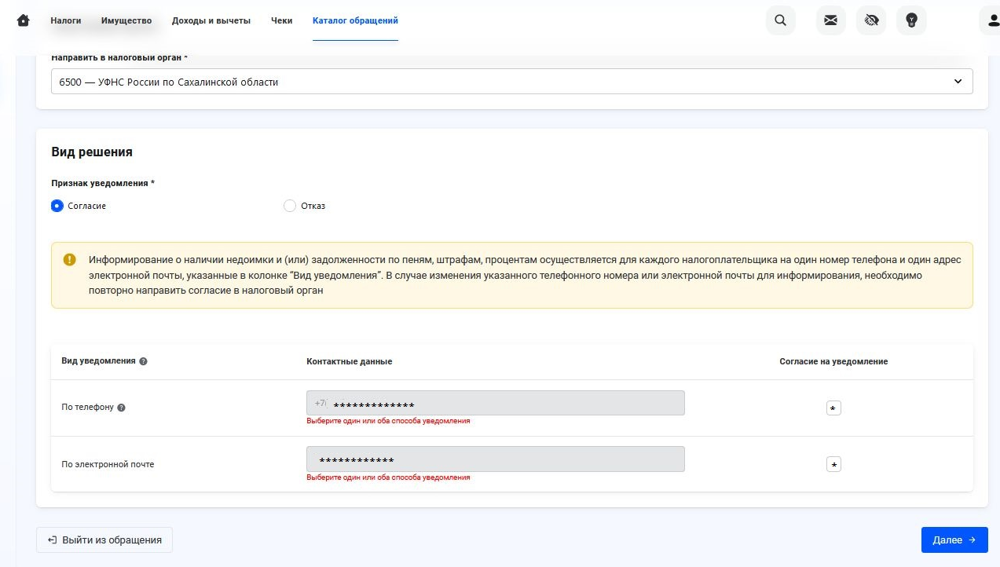 Налоги Имущество Доходы и вычеты Чеки Каталог обращений
Направить в налоговый орган *
6500 — УФНС России по Сахалинской области
Вид решения
Признак уведомления *
Согласие Отказ
Информирование о наличии недоимки и (или) задолженности по пеням, штрафам, процентам осуществляется для каждого налогоплательщика на один номер телефона и один адрес
электронной почты, указанные в колонке “Вид уведомления”. В случае изменения указанного телефонного номера или электронной почты для информирования, необходимо
повторно направить согласие в налоговый орган
Вид уведомления Контактные данные Согласие на уведомление
По телефону +7( ************* *
Выберите один или оба способа уведомления
По электронной почте ************ *
Выберите один или оба способа уведомления
Выйти из обращения Далее